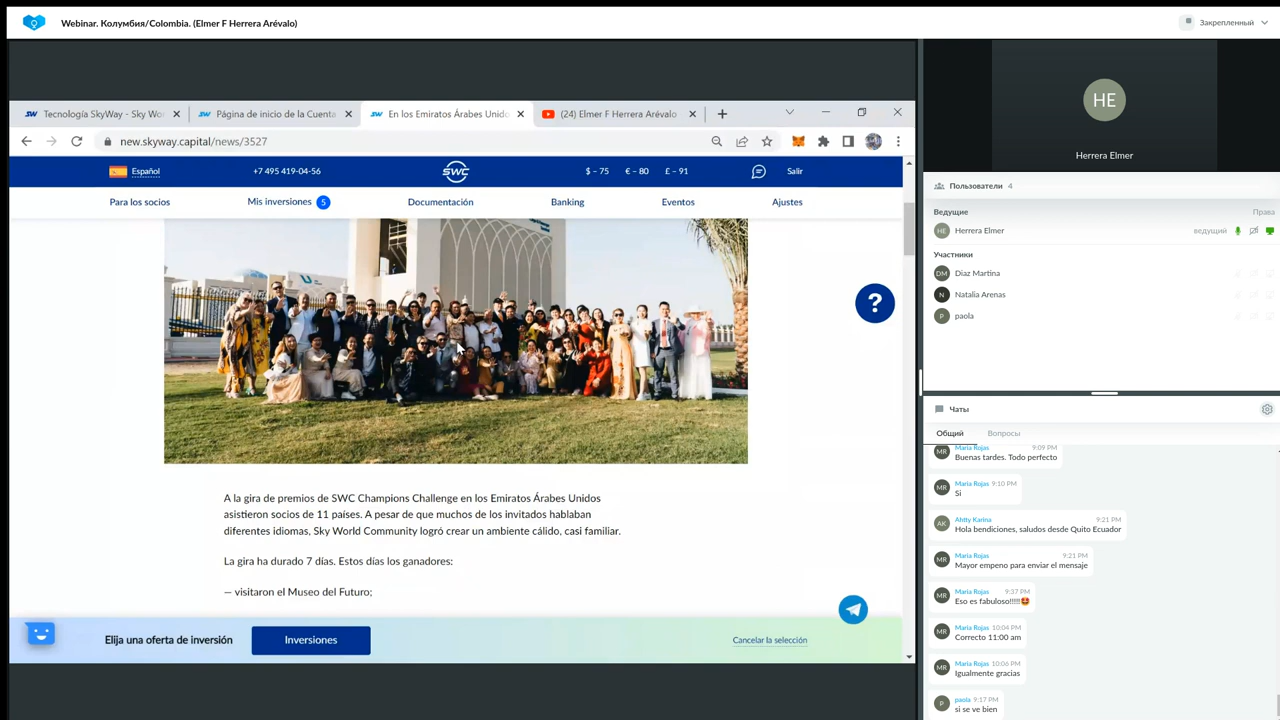 Webinar. Колумбия/Colombia. (Elmer F Herrera Arévalo)
Закрепленный
Tecnología SkyWay - Sky Wo
Página de inicio de la Cuenta
En los Emiratos Árabes Unido
(24) Elmer F Herrera Arévalo
new.skyway.capital/news/3527
Español
+7 495 419-04-56
SWC
$ – 75
€ – 80
£ – 91
Salir
Para los socios
Mis inversiones 5
Documentación
Banking
Eventos
Ajustes
?
A la gira de premios de SWC Champions Challenge en los Emiratos Árabes Unidos
asistieron socios de 11 países. A pesar de que muchos de los invitados hablaban
diferentes idiomas, Sky World Community logró crear un ambiente cálido, casi familiar.
La gira ha durado 7 días. Estos días los ganadores:
— visitaron el Museo del Futuro;
Elija una oferta de inversión
Inversiones
Cancelar la selección
HE
Herrera Elmer
Пользователи 4
Ведущие
Права
HE Herrera Elmer
ведущий
Участники
DM Diaz Martina
N Natalia Arenas
P paola
Чаты
Общий
Вопросы
MR Maria Rojas 9:09 PM
Buenas tardes. Todo perfecto
MR Maria Rojas 9:10 PM
Si
AK Ahtty Karina 9:21 PM
Hola bendiciones, saludos desde Quito Ecuador
MR Maria Rojas 9:21 PM
Mayor empeno para enviar el mensaje
MR Maria Rojas 9:37 PM
Eso es fabuloso!!!!!🤩
MR Maria Rojas 10:04 PM
Correcto 11:00 am
MR Maria Rojas 10:06 PM
Igualmente gracias
P paola 9:17 PM
si se ve bien